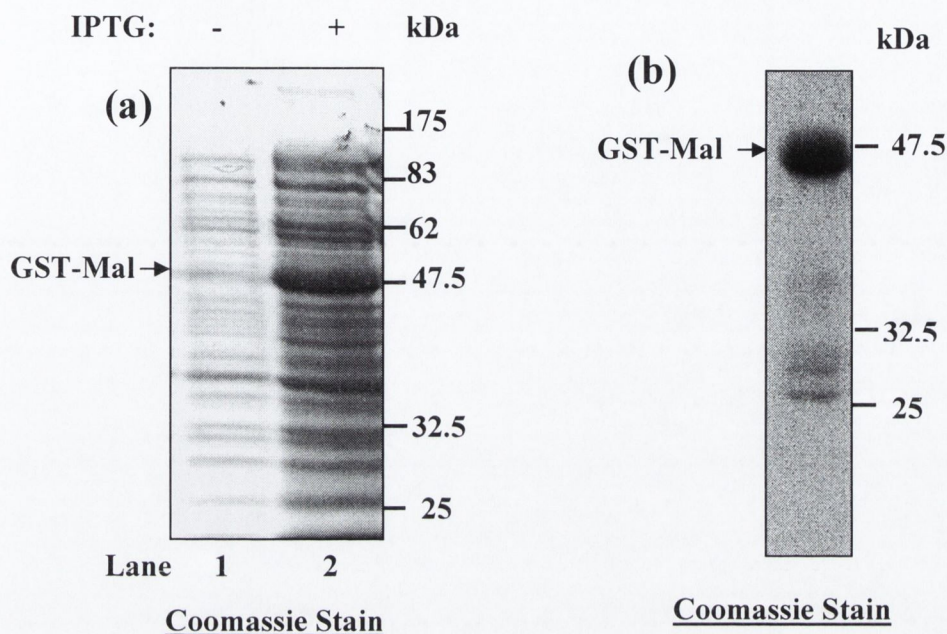 IPTG: - + kDa
(a)
175
83
62
GST-Mal
47.5
32.5
25
Lane 1 2
Coomassie Stain
kDa
(b)
GST-Mal
47.5
32.5
25
Coomassie Stain